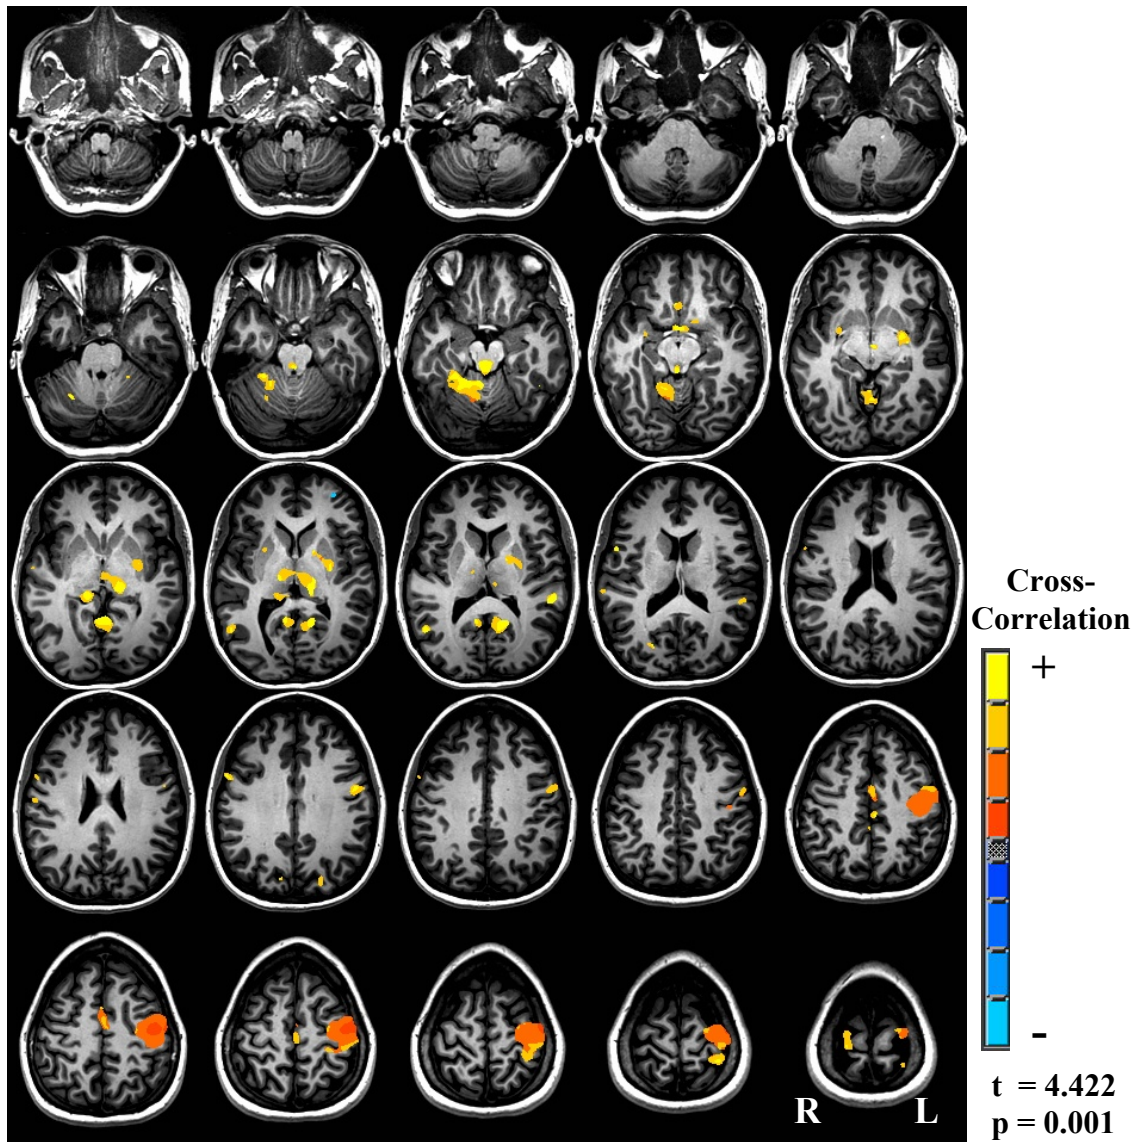 Cross-
Correlation
+
-
R L
t = 4.422
p = 0.001